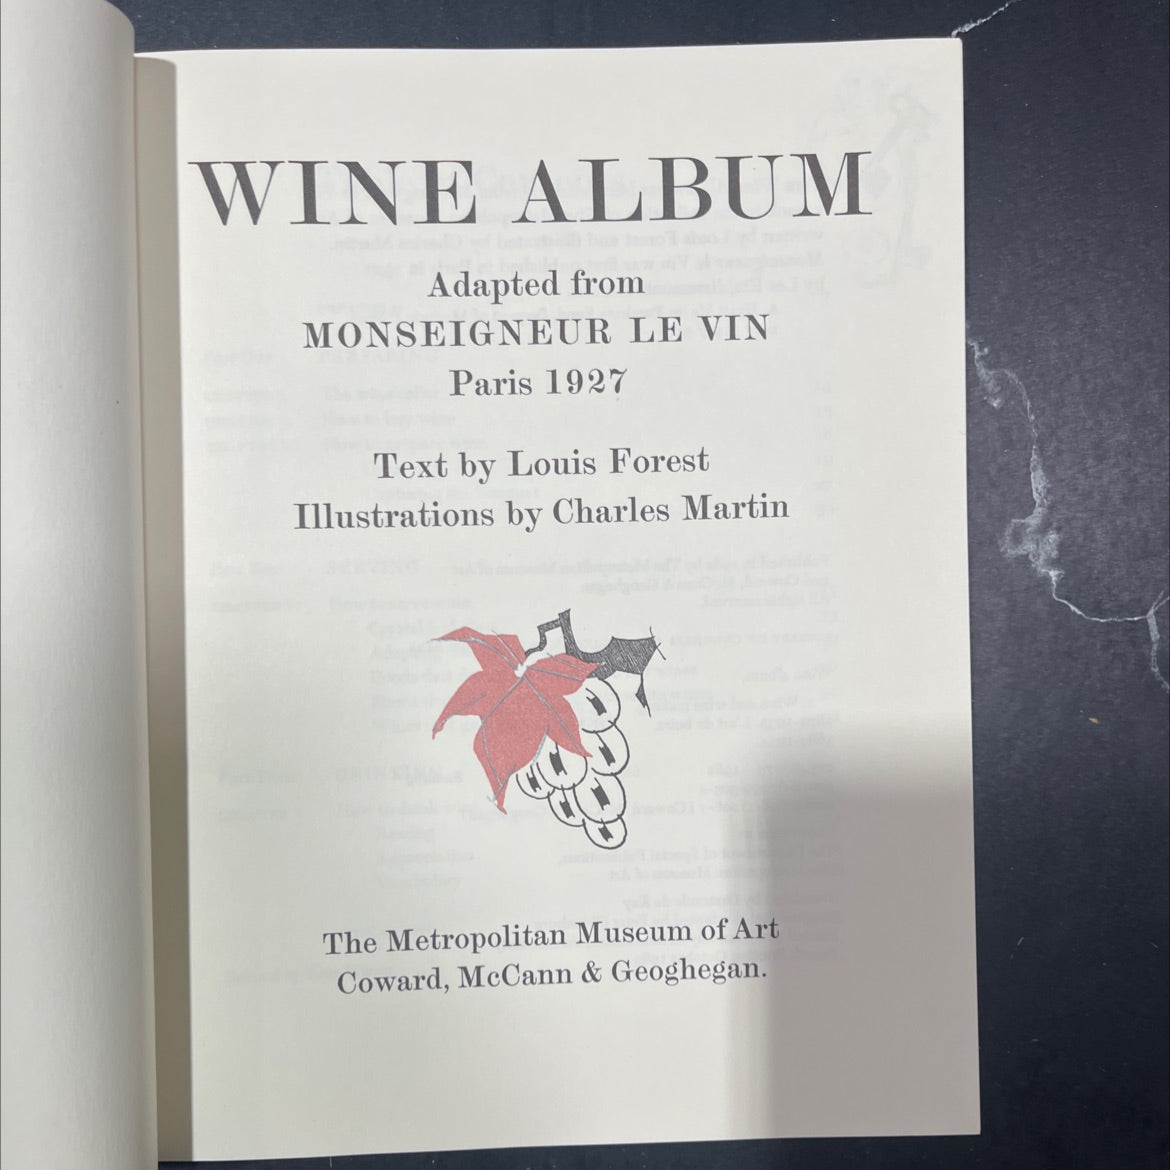 WINE ALBUM
Adapted from
MONSEIGNEUR LE VIN
Paris 1927
Text by Louis Forest
Illustrations by Charles Martin
The Metropolitan Museum of Art
Coward, McCann & Geoghegan.